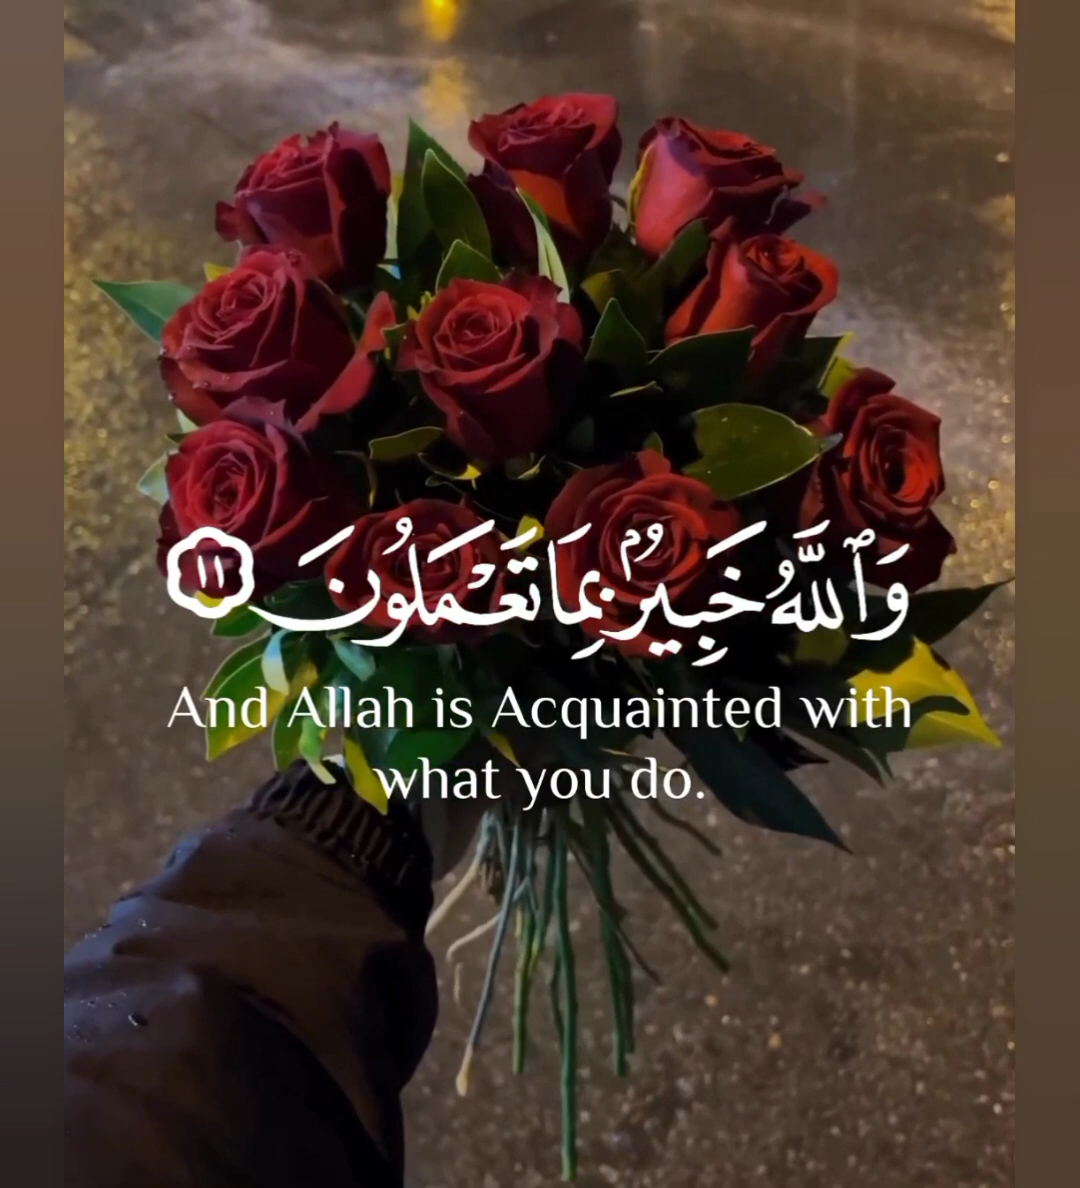 وَٱللَّهُ خَبِيرٌۢ بِمَا تَعْمَلُونَ ١١
And Allah is Acquainted with
what you do.